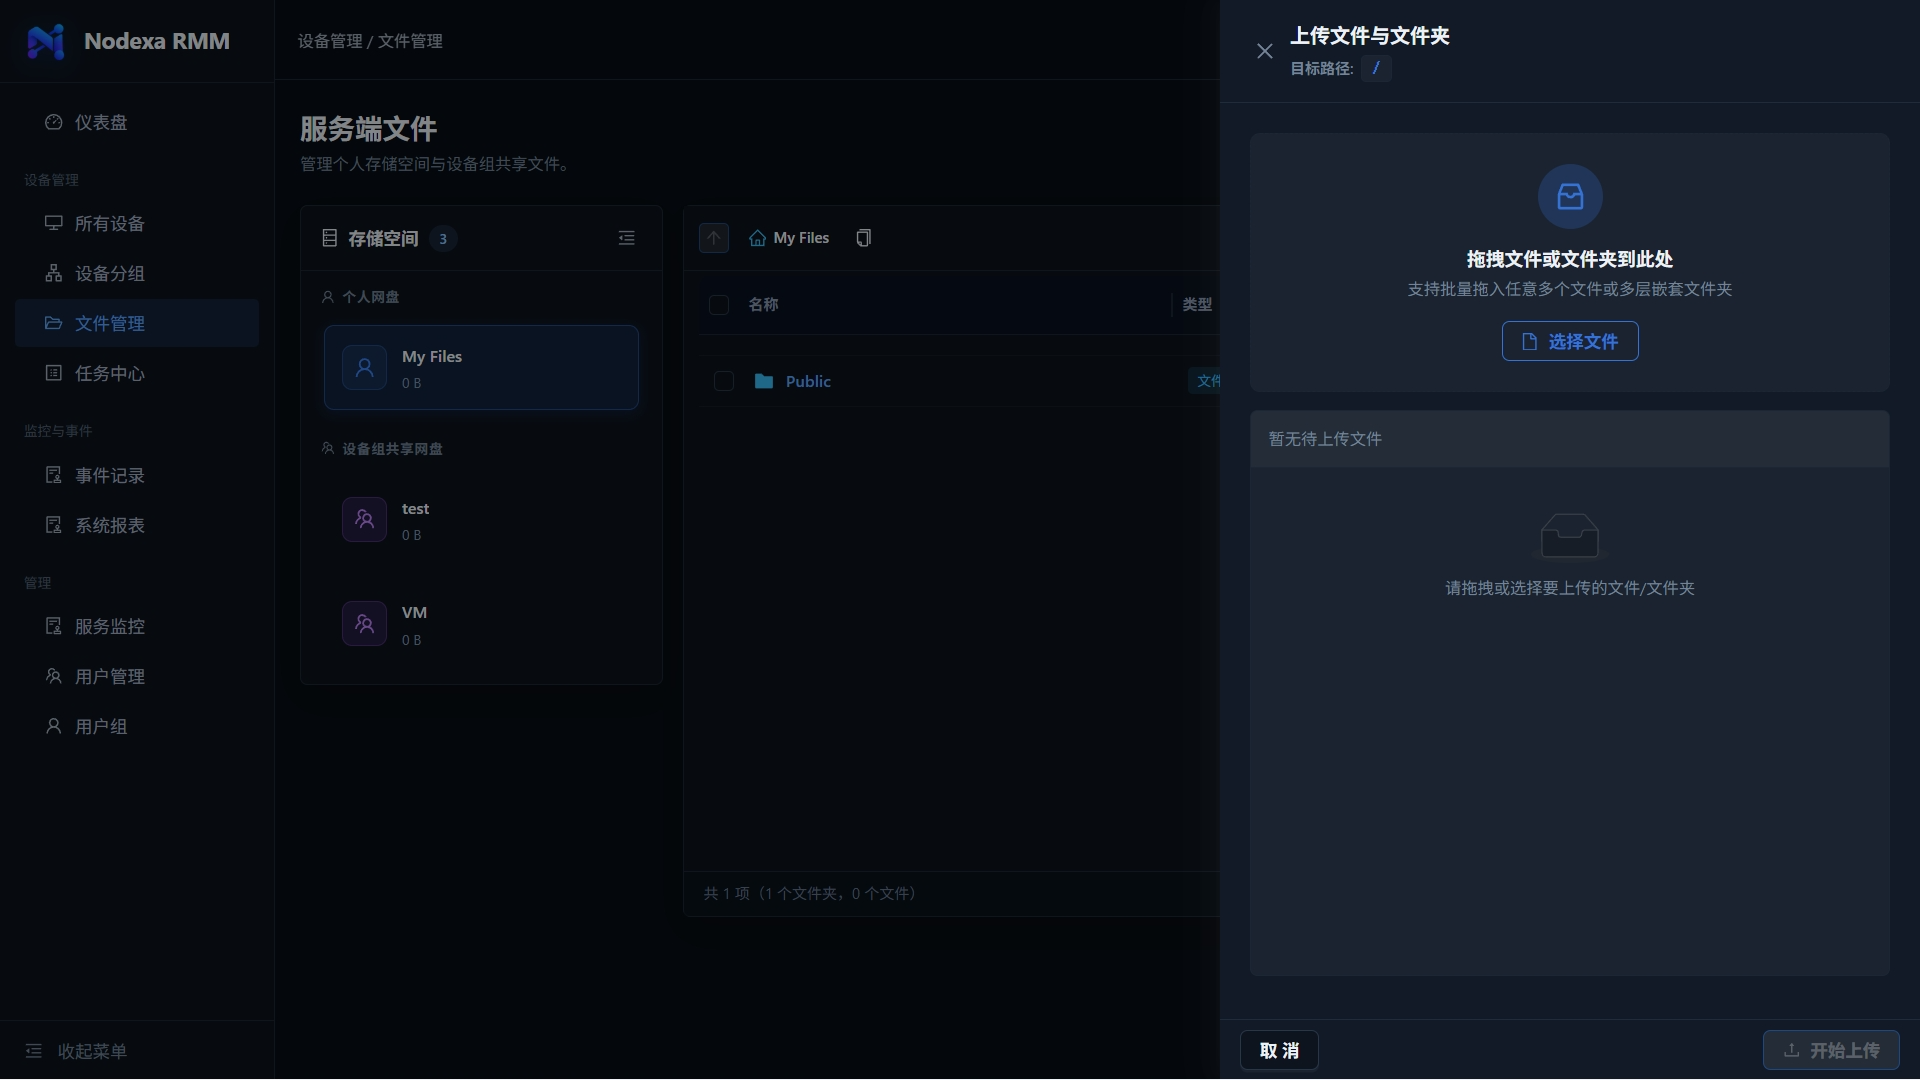 Nodexa RMM
仪表盘
设备管理
所有设备
设备分组
文件管理
任务中心
监控与事件
事件记录
系统报表
管理
服务监控
用户管理
用户组
收起菜单
设备管理 / 文件管理
服务端文件
管理个人存储空间与设备组共享文件。
存储空间 3
个人网盘
My Files
0 B
设备组共享网盘
test
0 B
VM
0 B
My Files
名称 类型
Public 文件
共 1 项（1 个文件夹，0 个文件）
上传文件与文件夹
目标路径: /
拖拽文件或文件夹到此处
支持批量拖入任意多个文件或多层嵌套文件夹
选择文件
暂无待上传文件
请拖拽或选择要上传的文件/文件夹
取 消
开始上传